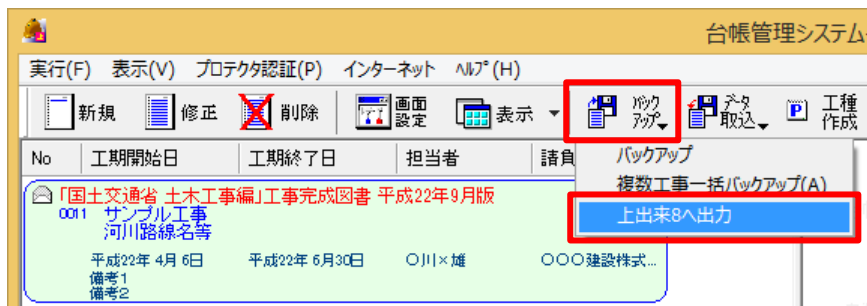 台帳管理システム
実行(F) 表示(V) プロテクタ認証(P) インターネット ヘルプ(H)
新規 修正 削除 画面設定 表示 バックアップ データ取込 工種作成
No 工期開始日 工期終了日 担当者 請負
バックアップ
複数工事一括バックアップ(A)
上出来8へ出力
「国土交通省 土木工事編」工事完成図書 平成22年9月版
0011 サンプル工事
河川路線名等
平成22年 4月 6日 平成22年 6月30日 〇川×雄 〇〇〇建設株式...
備考1
備考2